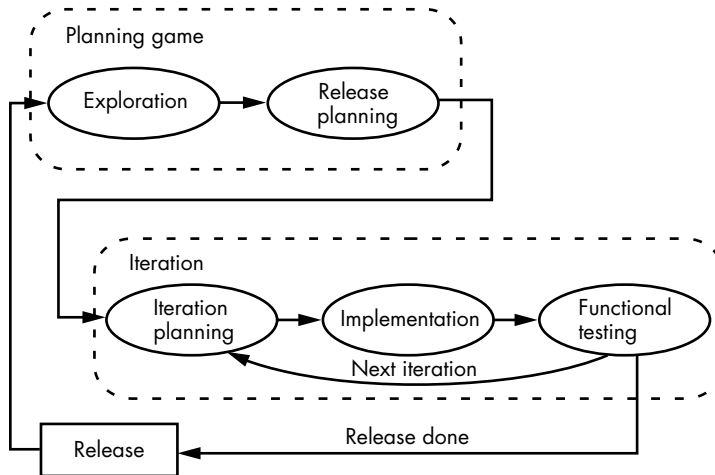 Planning game
Exploration
Release
planning
Iteration
Iteration
planning
Implementation
Functional
testing
Next iteration
Release done
Release